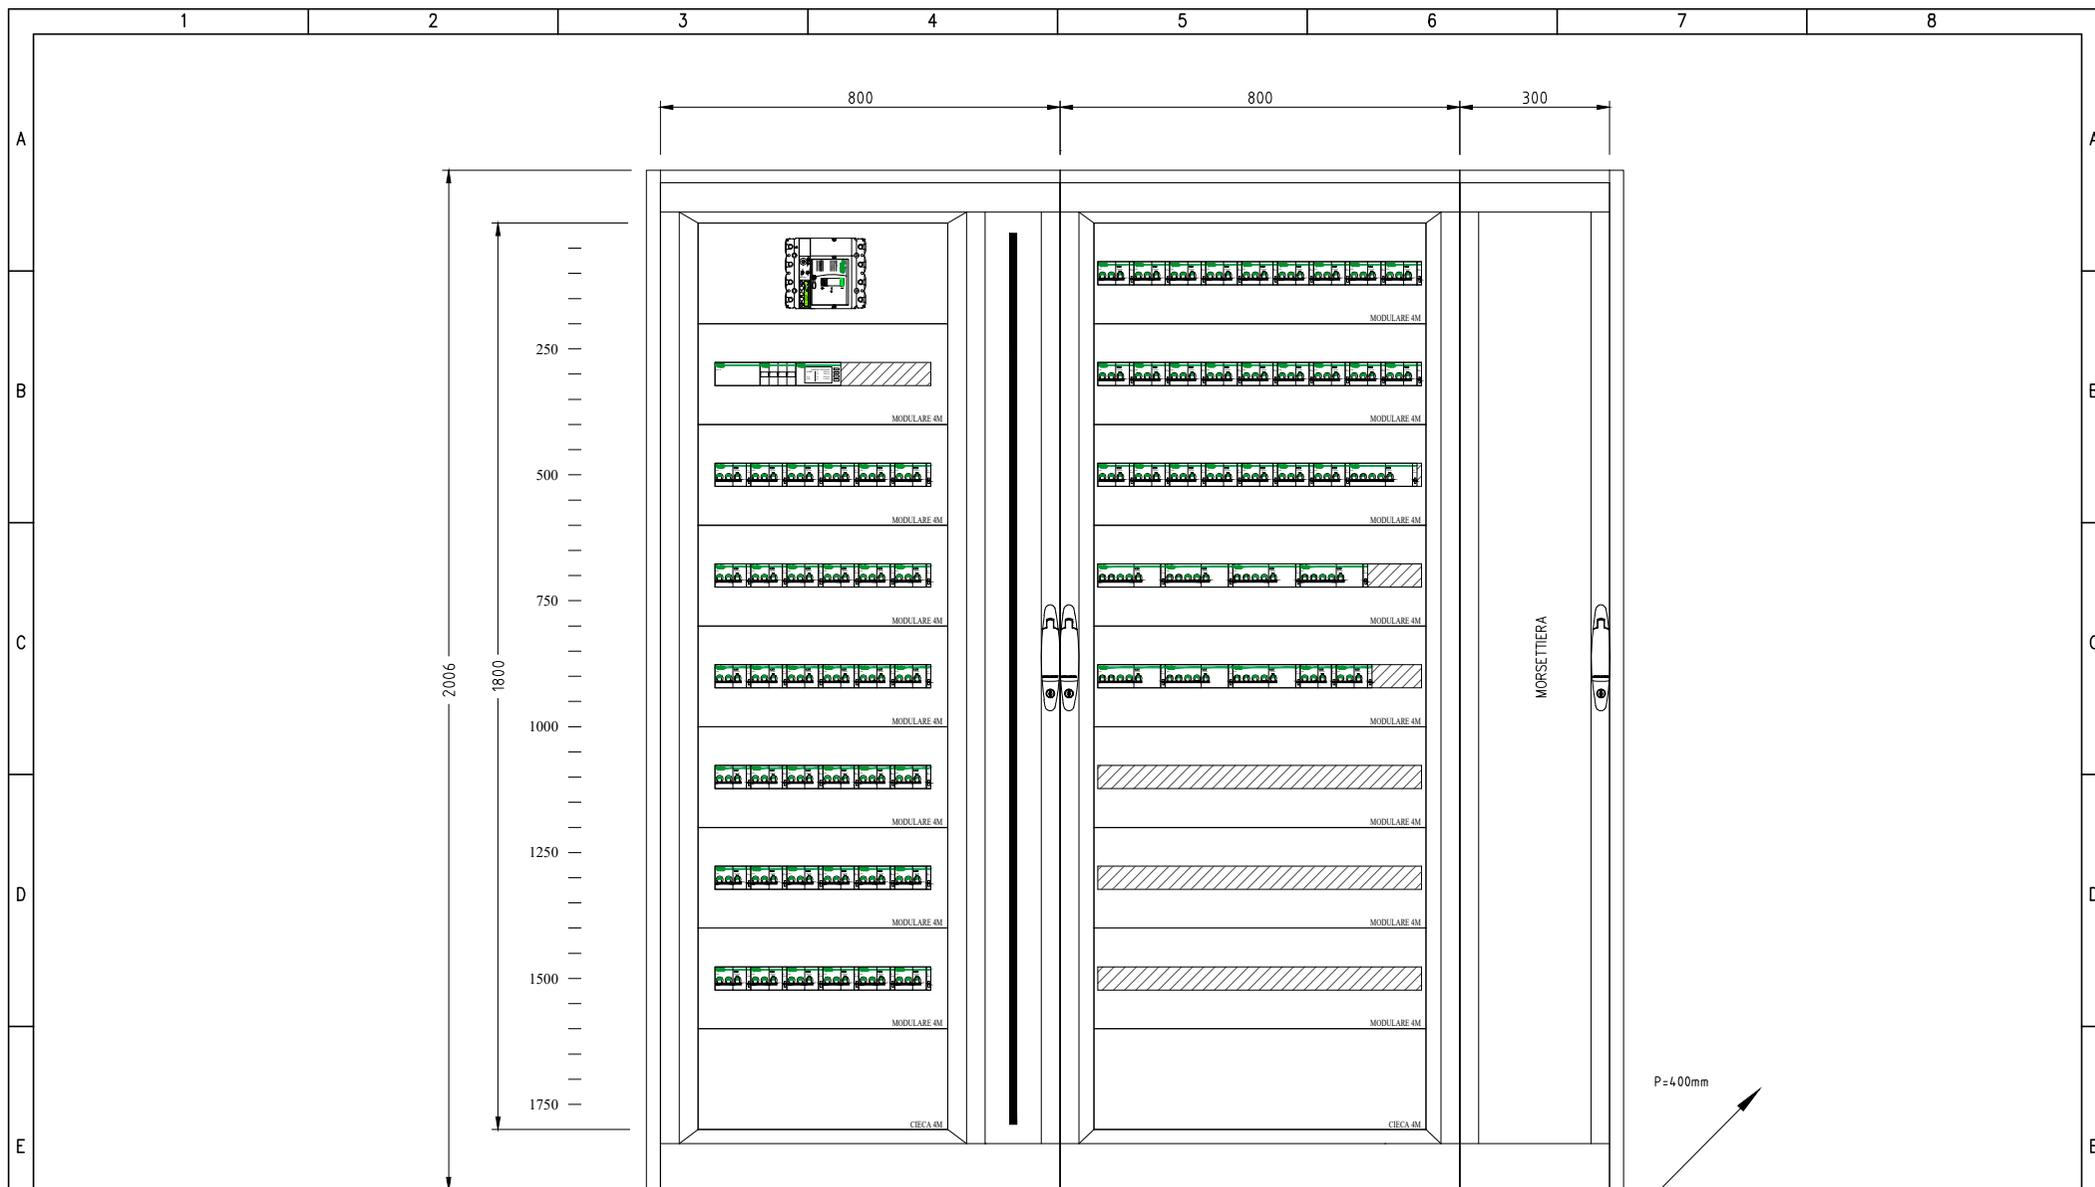 1 2 3 4 5 6 7 8
800 800 300
A A
MODULARE 4M
250
B B
MODULARE 4M MODULARE 4M
500
MODULARE 4M MODULARE 4M
750
MODULARE 4M MODULARE 4M
C C
2006 1800 MORSETTIERA
MODULARE 4M MODULARE 4M
1000
MODULARE 4M MODULARE 4M
1250
D D
MODULARE 4M MODULARE 4M
1500
MODULARE 4M MODULARE 4M
P=400mm
1750
CIECA 4M CIECA 4M
E E